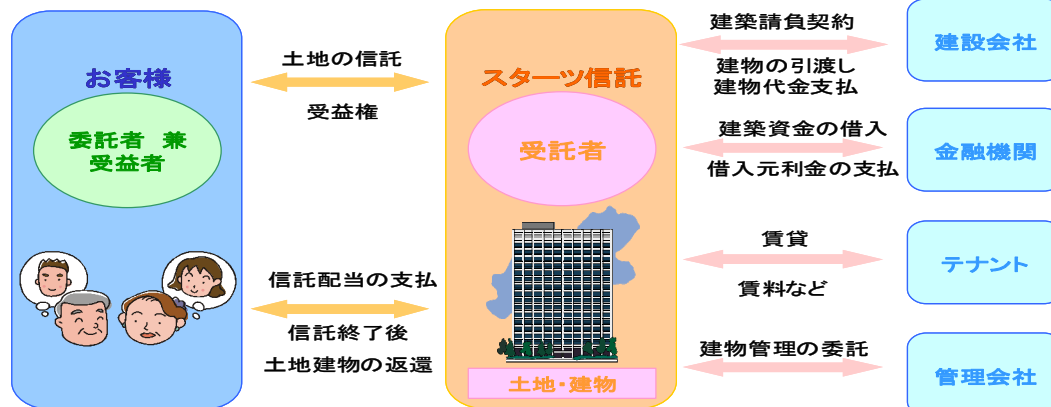 お客様
委託者 兼
受益者
土地の信託
受益権
信託配当の支払
信託終了後
土地建物の返還
スターツ信託
受託者
土地・建物
建築請負契約
建物の引渡し
建物代金支払
建設会社
建築資金の借入
借入元利金の支払
金融機関
賃貸
賃料など
テナント
建物管理の委託
管理会社